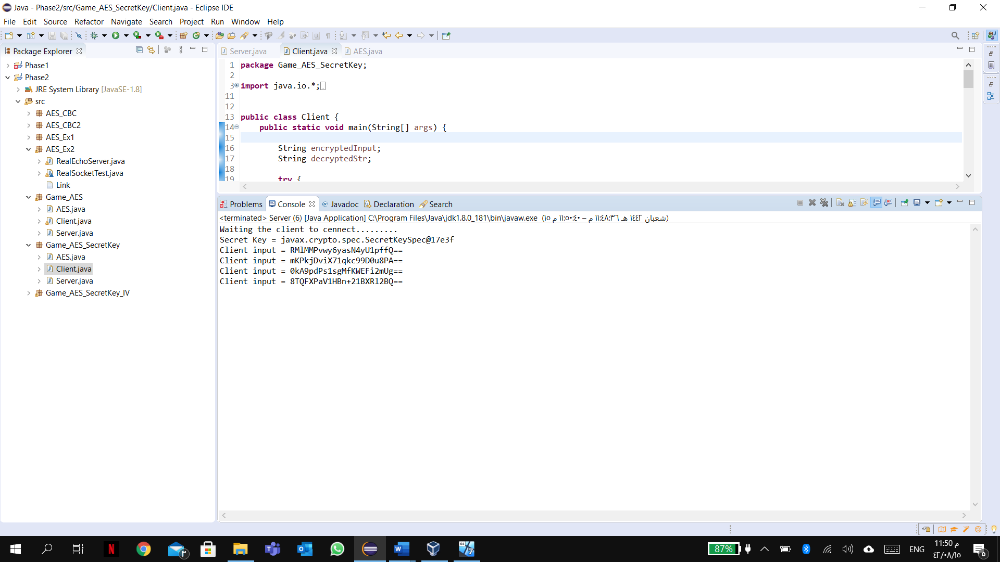 Java - Phase2/src/Game_AES_SecretKey/Client.java - Eclipse IDE
File Edit Source Refactor Navigate Search Project Run Window Help
Package Explorer
Phase1
Phase2
JRE System Library [JavaSE-1.8]
src
AES_CBC
AES_CBC2
AES_Ex1
AES_Ex2
RealEchoServer.java
RealSocketTest.java
Link
Game_AES
AES.java
Client.java
Server.java
Game_AES_SecretKey
AES.java
Client.java
Server.java
Game_AES_SecretKey_IV
Server.java Client.java AES.java
1 package Game_AES_SecretKey;
2
3 import java.io.*;
11
12
13 public class Client {
14 public static void main(String[] args) {
15
16 String encryptedInput;
17 String decryptedStr;
18
19 try {
Problems Console Javadoc Declaration Search
<terminated> Server (6) [Java Application] C:\Program Files\Java\jdk1.8.0_181\bin\javaw.exe (١٥ شعبان ١٤٤٢ هـ ١١:٤٨:٣٦ م – ١١:٥٠:٤٠ م)
Waiting the client to cennect.........
Secret Key = javax.crypto.spec.SecretKeySpec@17e3f
Client input = RMlMMPvwy6yasN4yU1pffQ==
Client input = mKPkjDviX71qkc99D0u8PA==
Client input = 0kA9pdPs1sgMfKWEFi2mUg==
Client input = 8TQFXPaV1HBn+21BXRl2BQ==
87%
ENG
11:50 م
٤٢/٠٨/١٥
٣
٥
64
7